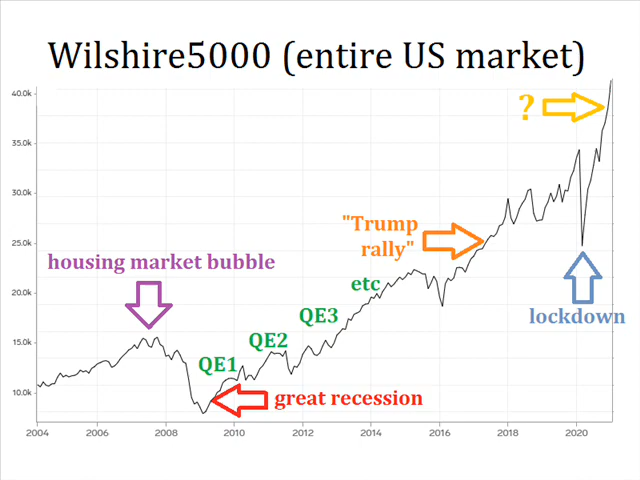 Wilshire5000 (entire US market)
40.0k
35.0k
30.0k
25.0k
20.0k
15.0k
10.0k
?
"Trump
rally"
housing market bubble
etc
QE3
QE2
QE1
lockdown
great recession
2004
2006
2008
2010
2012
2014
2016
2018
2020